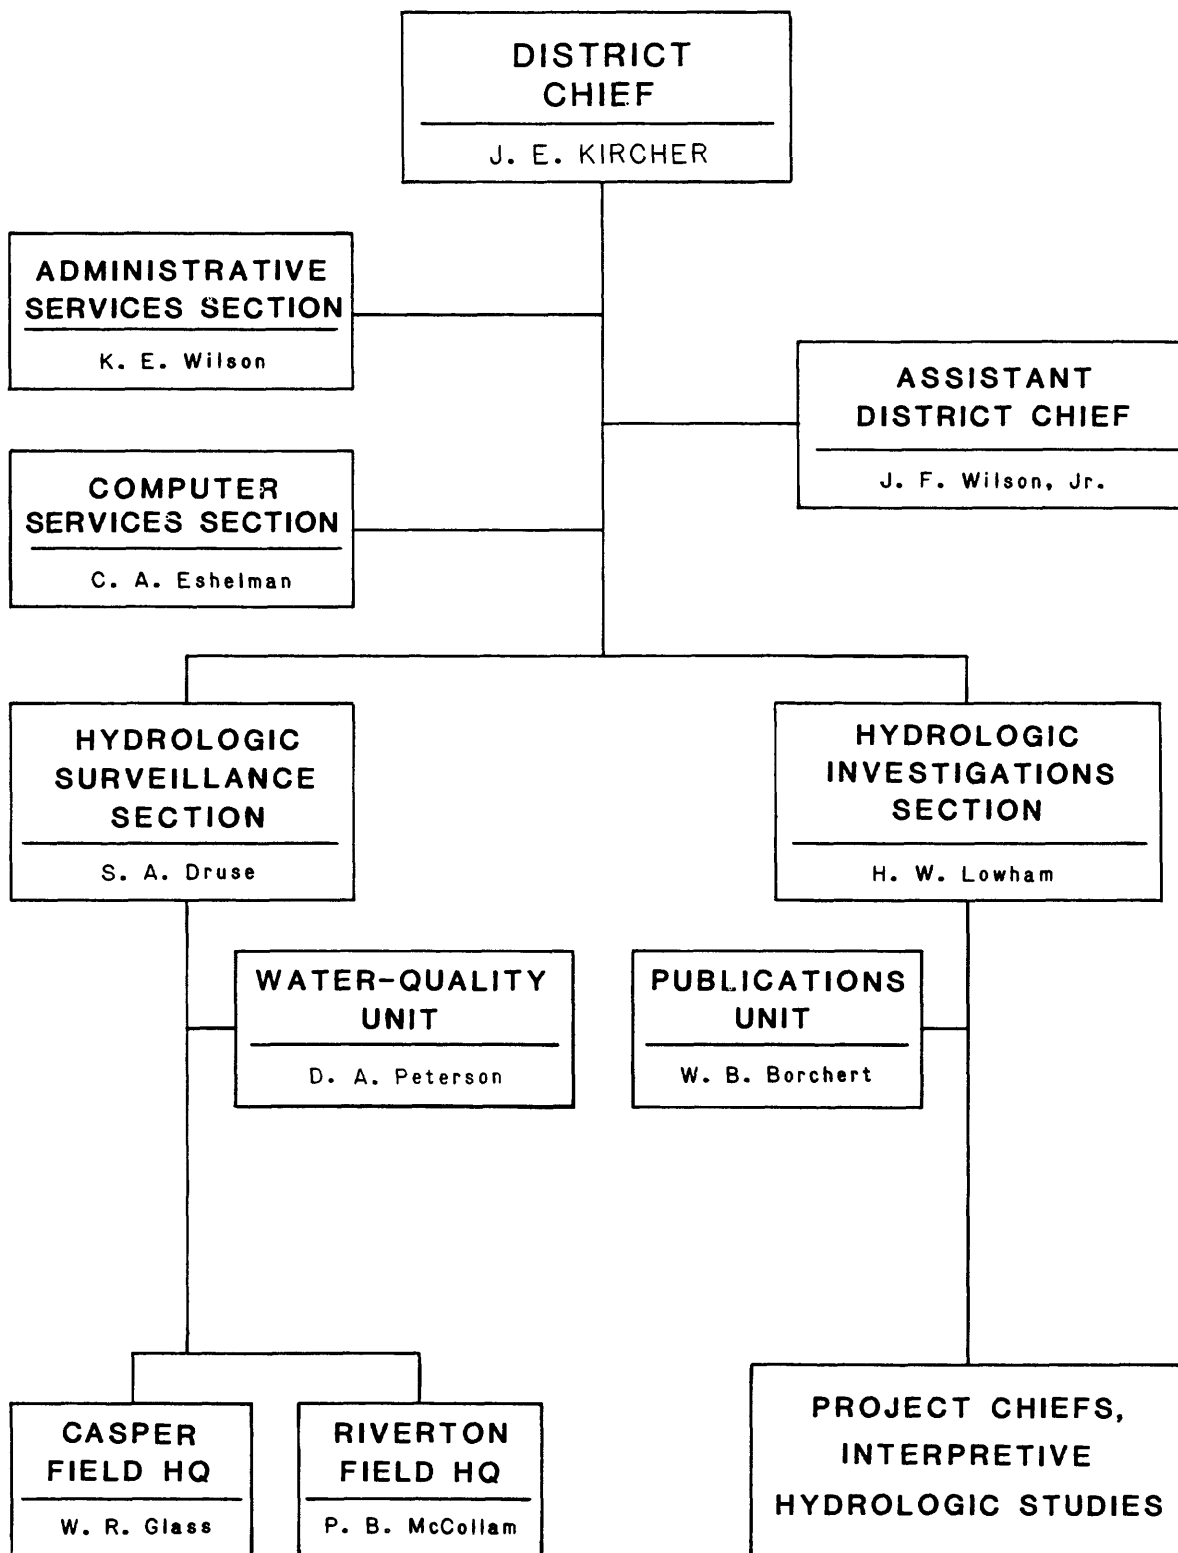 DISTRICT
CHIEF
J. E. KIRCHER
ADMINISTRATIVE
SERVICES SECTION
K. E. Wilson
ASSISTANT
DISTRICT CHIEF
J. F. Wilson, Jr.
COMPUTER
SERVICES SECTION
C. A. Eshelman
HYDROLOGIC
SURVEILLANCE
SECTION
S. A. Druse
HYDROLOGIC
INVESTIGATIONS
SECTION
H. W. Lowham
WATER-QUALITY
UNIT
D. A. Peterson
PUBLICATIONS
UNIT
W. B. Borchert
CASPER
FIELD HQ
W. R. Glass
RIVERTON
FIELD HQ
P. B. McCollam
PROJECT CHIEFS,
INTERPRETIVE
HYDROLOGIC STUDIES